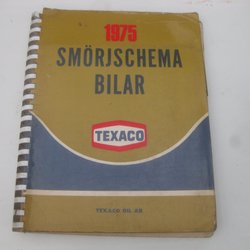 1975
SMÖRJSCHEMA
BILAR
TEXACO
TEXACO OIL AB